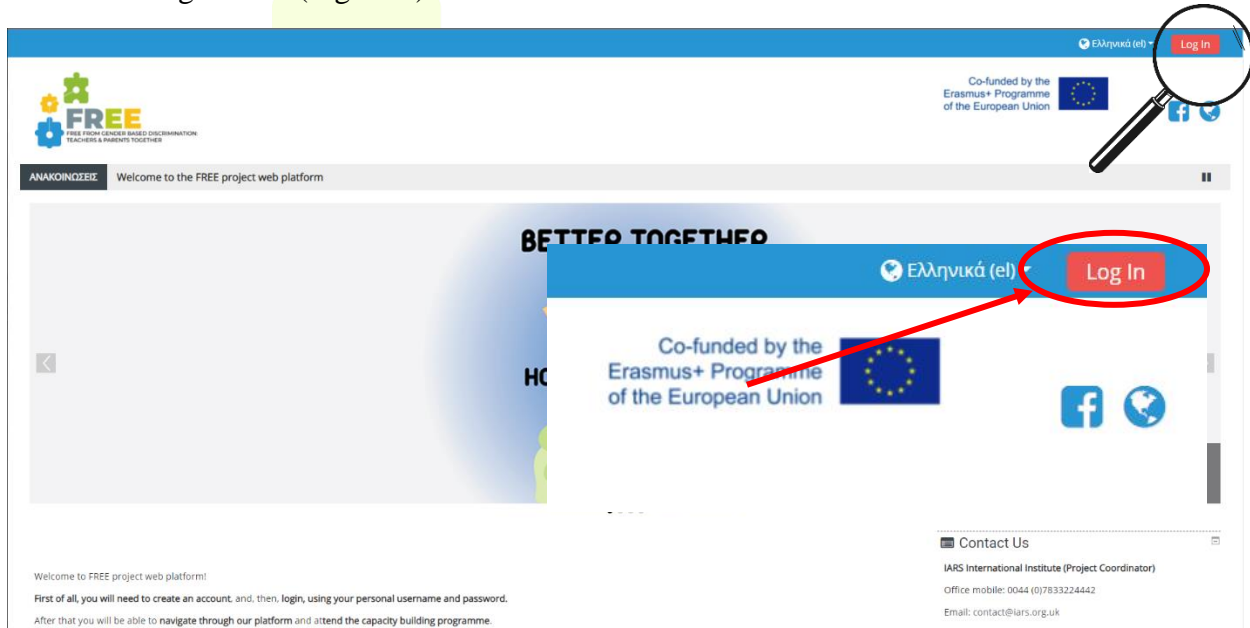 Ελληνικά (el)
Log In
Co-funded by the
Erasmus+ Programme
of the European Union
FREE
FREE FROM GENDER BASED DISCRIMINATION
TEACHERS & PARENTS TOGETHER
ΑΝΑΚΟΙΝΩΣΕΙΣ Welcome to the FREE project web platform
BETTER TOGETHER
Ελληνικά (el)
Log In
Co-funded by the
Erasmus+ Programme
of the European Union
Contact Us
IARS International Institute (Project Coordinator)
Office mobile: 0044 (0)7833224442
Email: contact@iars.org.uk
Welcome to FREE project web platform!
First of all, you will need to create an account, and, then, login, using your personal username and password.
After that you will be able to navigate through our platform and attend the capacity building programme.